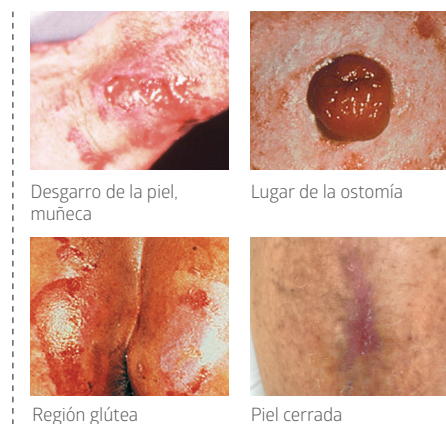 Desgarro de la piel,
muñeca
Lugar de la ostomía
Región glútea
Piel cerrada